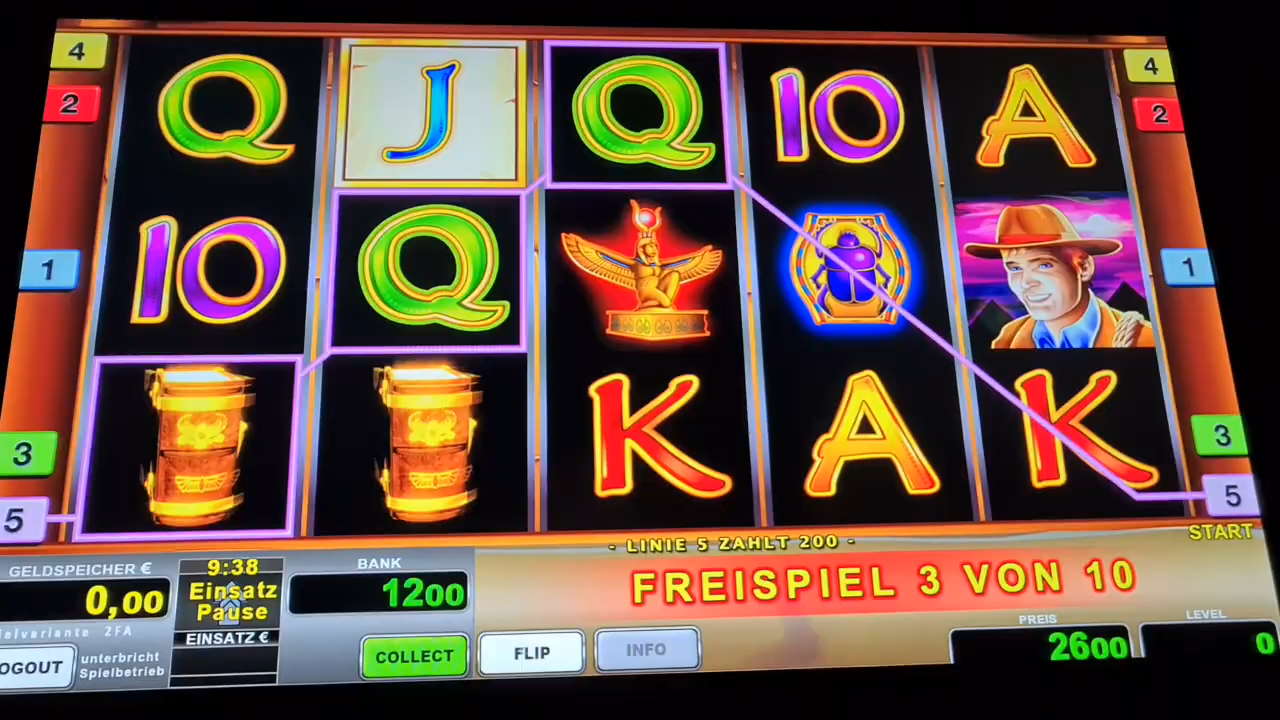 4
4
2
2
Q
J
Q
10
A
1
1
10
Q
3
3
K
A
K
5
5
- LINIE 5 ZAHLT 200 -
START
GELDSPEICHER €
9:38
BANK
0,00
Einsatz
Pause
1200
FREISPIEL 3 VON 10
EINSATZ €
PREIS
LEVEL
2600
0
2FA
LOGOUT
unterbricht
Spielbetrieb
COLLECT
FLIP
INFO